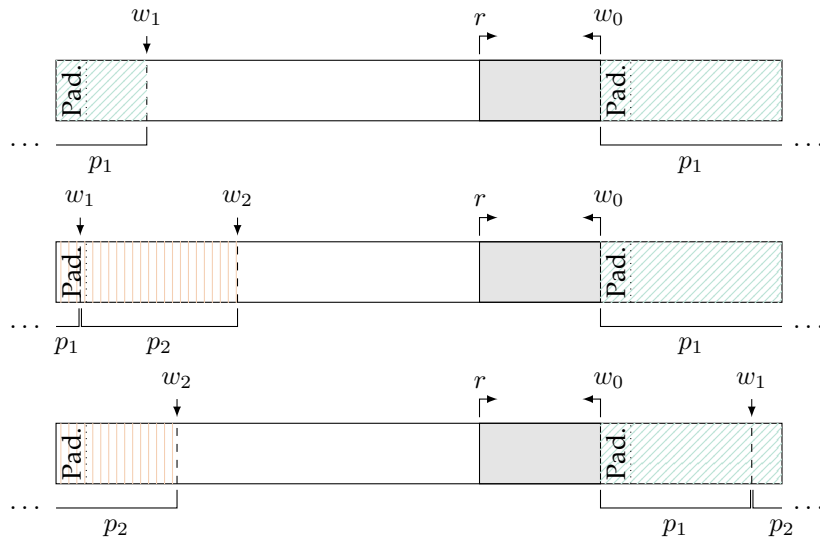 w₁ r w₀
Pad. Pad.
... p₁ p₁ ...
w₁ w₂ r w₀
Pad. Pad.
... p₁ p₂ p₁ ...
w₂ r w₀ w₁
Pad. Pad.
... p₂ p₁ p₂ ...